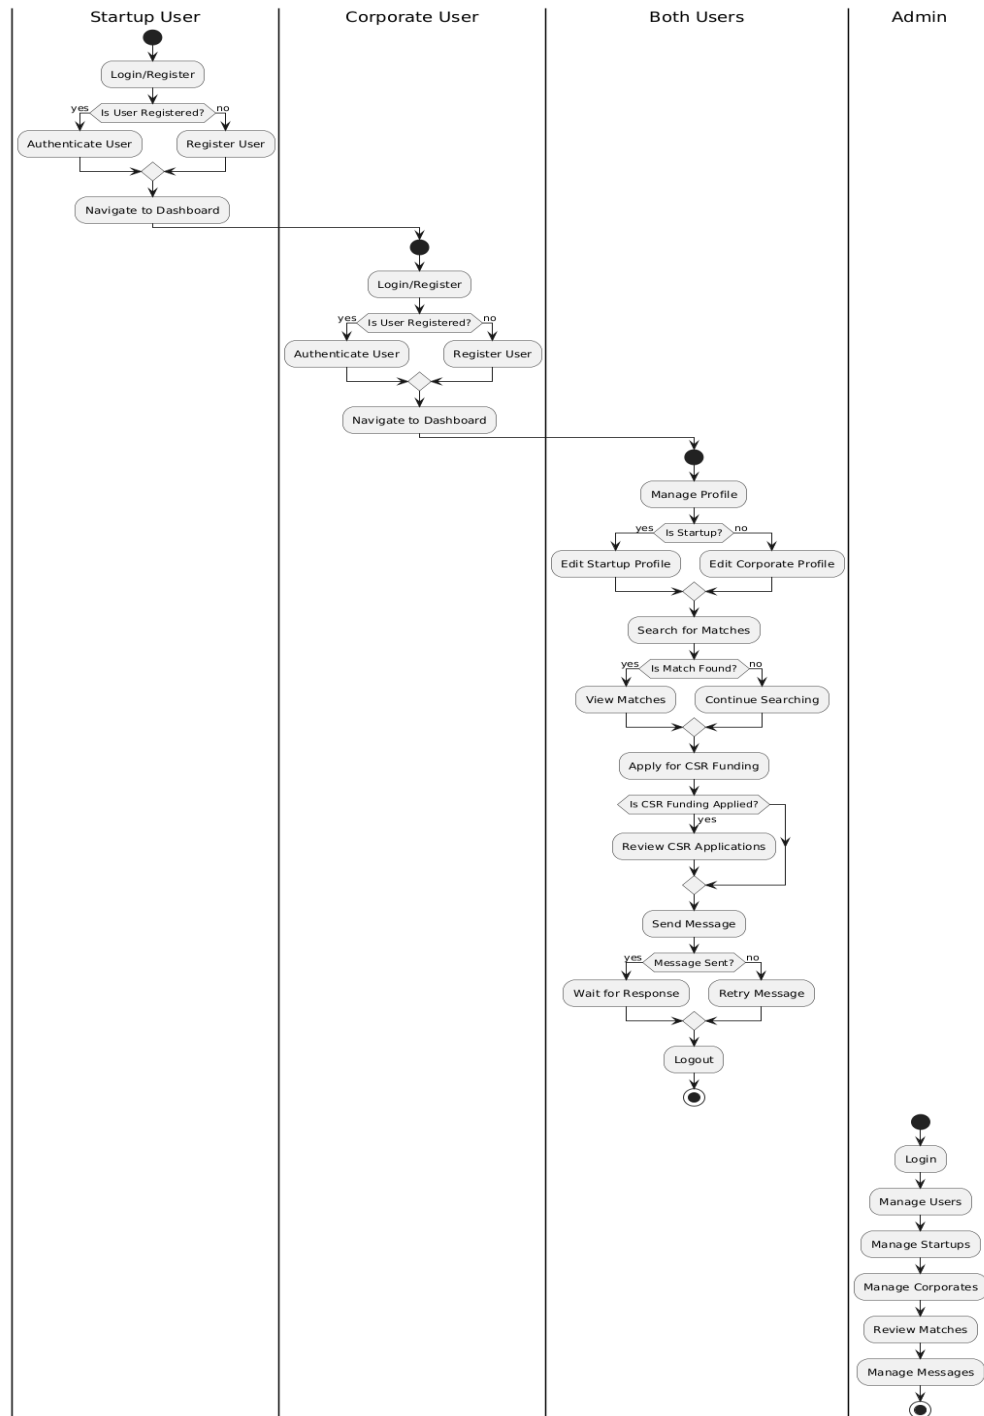 Startup User
Corporate User
Both Users
Admin
Login/Register
Is User Registered?
yes
no
Authenticate User
Register User
Navigate to Dashboard
Login/Register
Is User Registered?
yes
no
Authenticate User
Register User
Navigate to Dashboard
Manage Profile
Is Startup?
yes
no
Edit Startup Profile
Edit Corporate Profile
Search for Matches
Is Match Found?
yes
no
View Matches
Continue Searching
Apply for CSR Funding
Is CSR Funding Applied?
yes
Review CSR Applications
Send Message
Message Sent?
yes
no
Wait for Response
Retry Message
Logout
Login
Manage Users
Manage Startups
Manage Corporates
Review Matches
Manage Messages